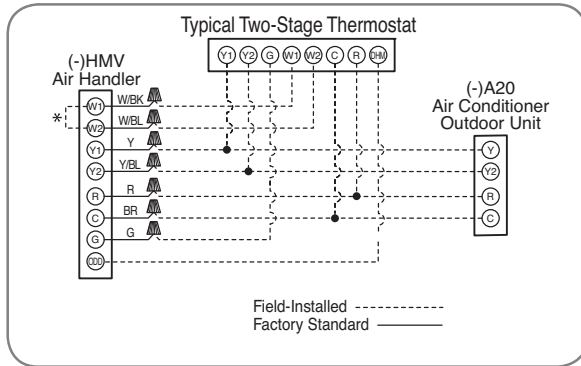 Typical Two-Stage Thermostat
Y1 Y2 G W1 W2 C R DHM
(-)HMV
Air Handler
(-)A20
Air Conditioner
Outdoor Unit
*
W1 W/BK
W2 W/BL
Y1 Y Y
Y2 Y/BL Y2
R R R
C BR C
G G
ODD
Field-Installed
Factory Standard